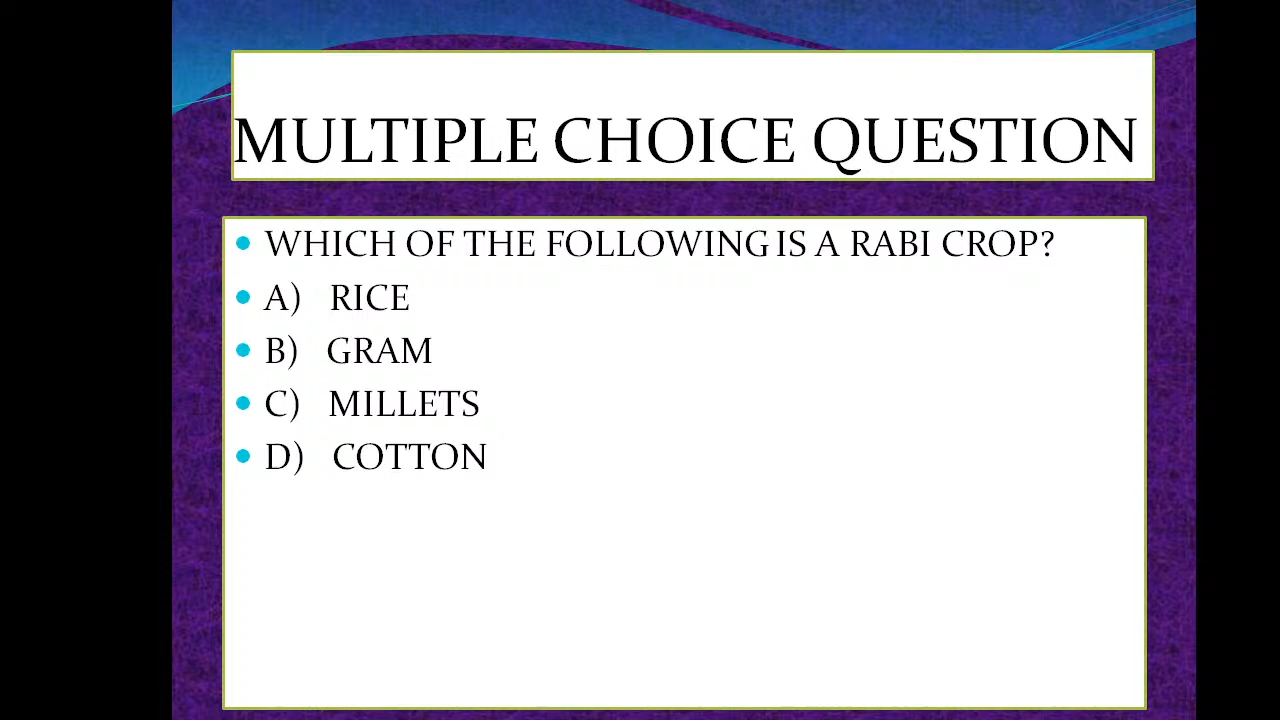 MULTIPLE CHOICE QUESTION
WHICH OF THE FOLLOWING IS A RABI CROP?
A) RICE
B) GRAM
C) MILLETS
D) COTTON